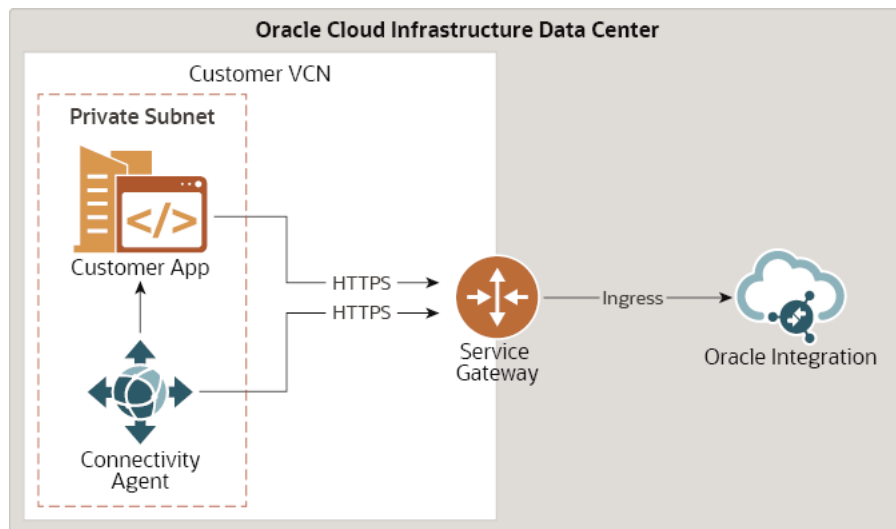 Oracle Cloud Infrastructure Data Center
Customer VCN
Private Subnet
</>
Customer App
HTTPS
HTTPS
Service
Gateway
Ingress
Oracle Integration
Connectivity
Agent